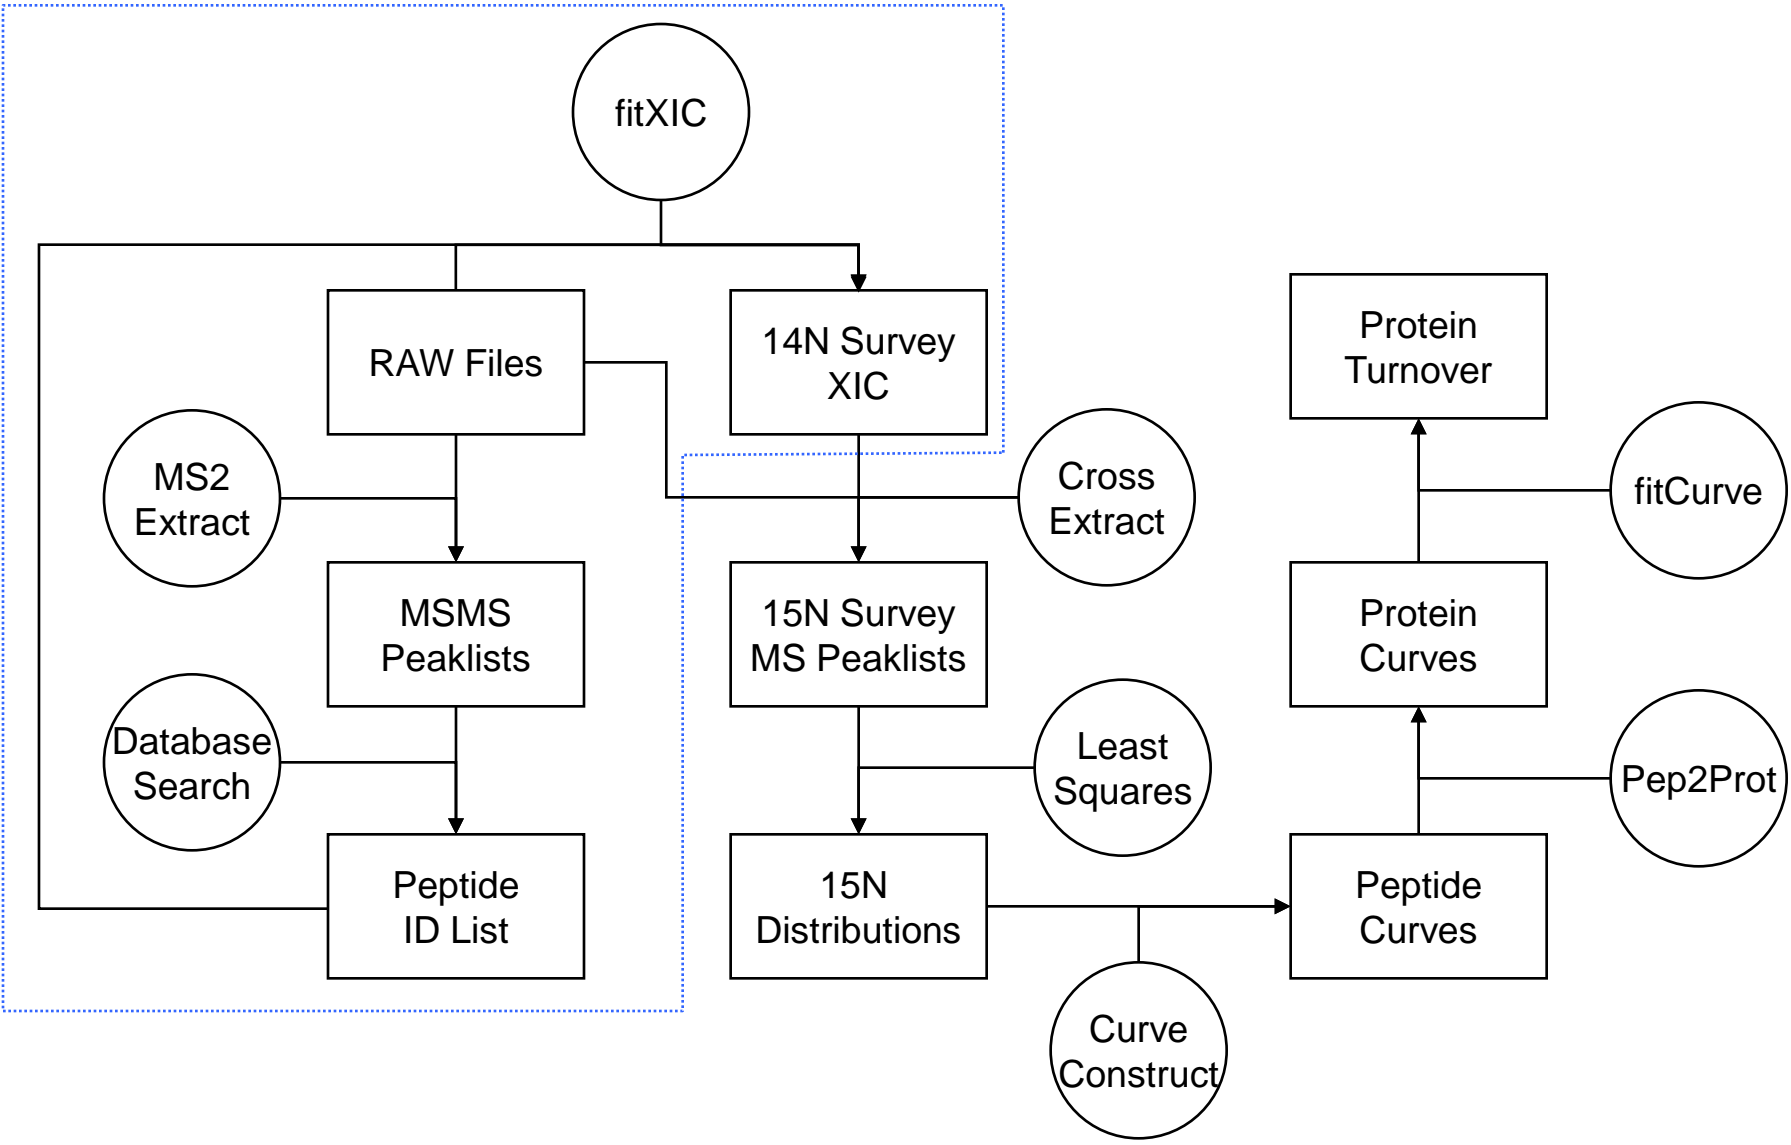 fitXIC
RAW Files
14N Survey
XIC
MS2
Extract
Cross
Extract
MSMS
Peaklists
15N Survey
MS Peaklists
Database
Search
Least
Squares
Peptide
ID List
15N
Distributions
Curve
Construct
Peptide
Curves
Pep2Prot
Protein
Curves
fitCurve
Protein
Turnover